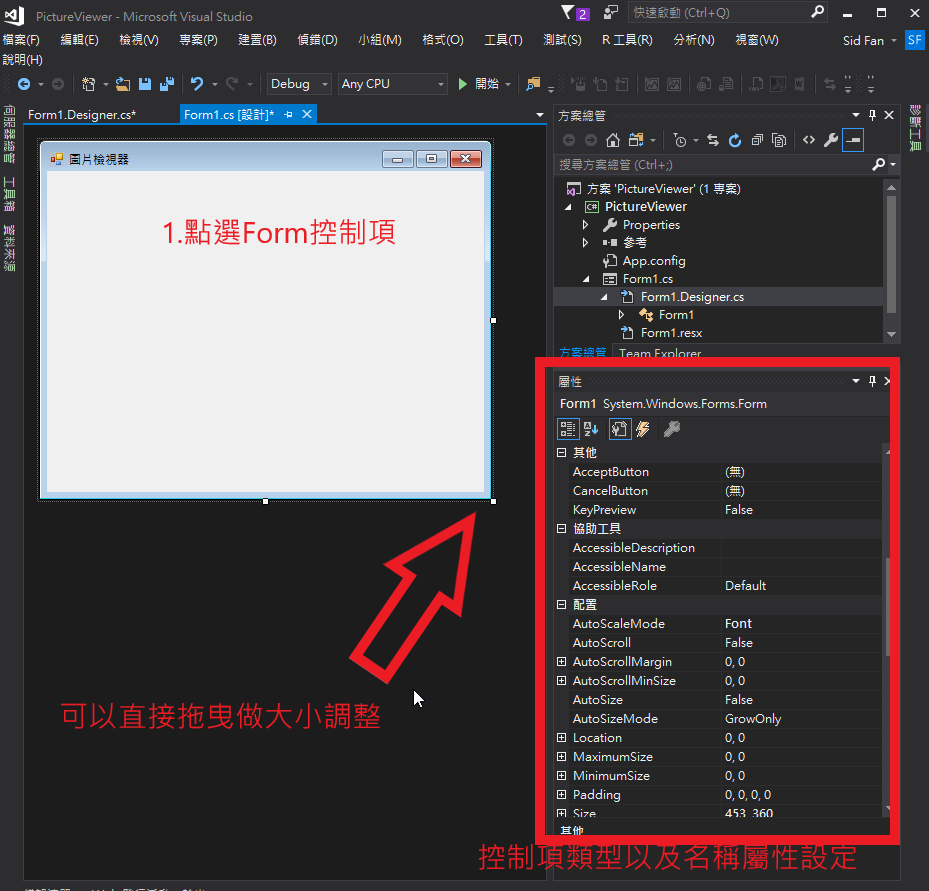 PictureViewer - Microsoft Visual Studio
2
快速啟動 (Ctrl+Q)
檔案(F) 編輯(E) 檢視(V) 專案(P) 建置(B) 偵錯(D) 小組(M) 格式(O) 工具(T) 測試(S) R 工具(R) 分析(N) 視窗(W) Sid Fan SF
說明(H)
Debug Any CPU 開始
伺服器總管
工具箱
資料來源
Form1.Designer.cs* Form1.cs [設計]*
圖片檢視器
1.點選Form控制項
可以直接拖曳做大小調整
方案總管
搜尋方案總管 (Ctrl+;)
方案 'PictureViewer' (1 專案)
C# PictureViewer
Properties
參考
App.config
Form1.cs
Form1.Designer.cs
Form1
Form1.resx
方案總管 Team Explorer
診斷工具
屬性
Form1 System.Windows.Forms.Form
其他
AcceptButton (無)
CancelButton (無)
KeyPreview False
協助工具
AccessibleDescription
AccessibleName
AccessibleRole Default
配置
AutoScaleMode Font
AutoScroll False
AutoScrollMargin 0, 0
AutoScrollMinSize 0, 0
AutoSize False
AutoSizeMode GrowOnly
Location 0, 0
MaximumSize 0, 0
MinimumSize 0, 0
Padding 0, 0, 0, 0
Size 453, 360
其他
控制項類型以及名稱屬性設定